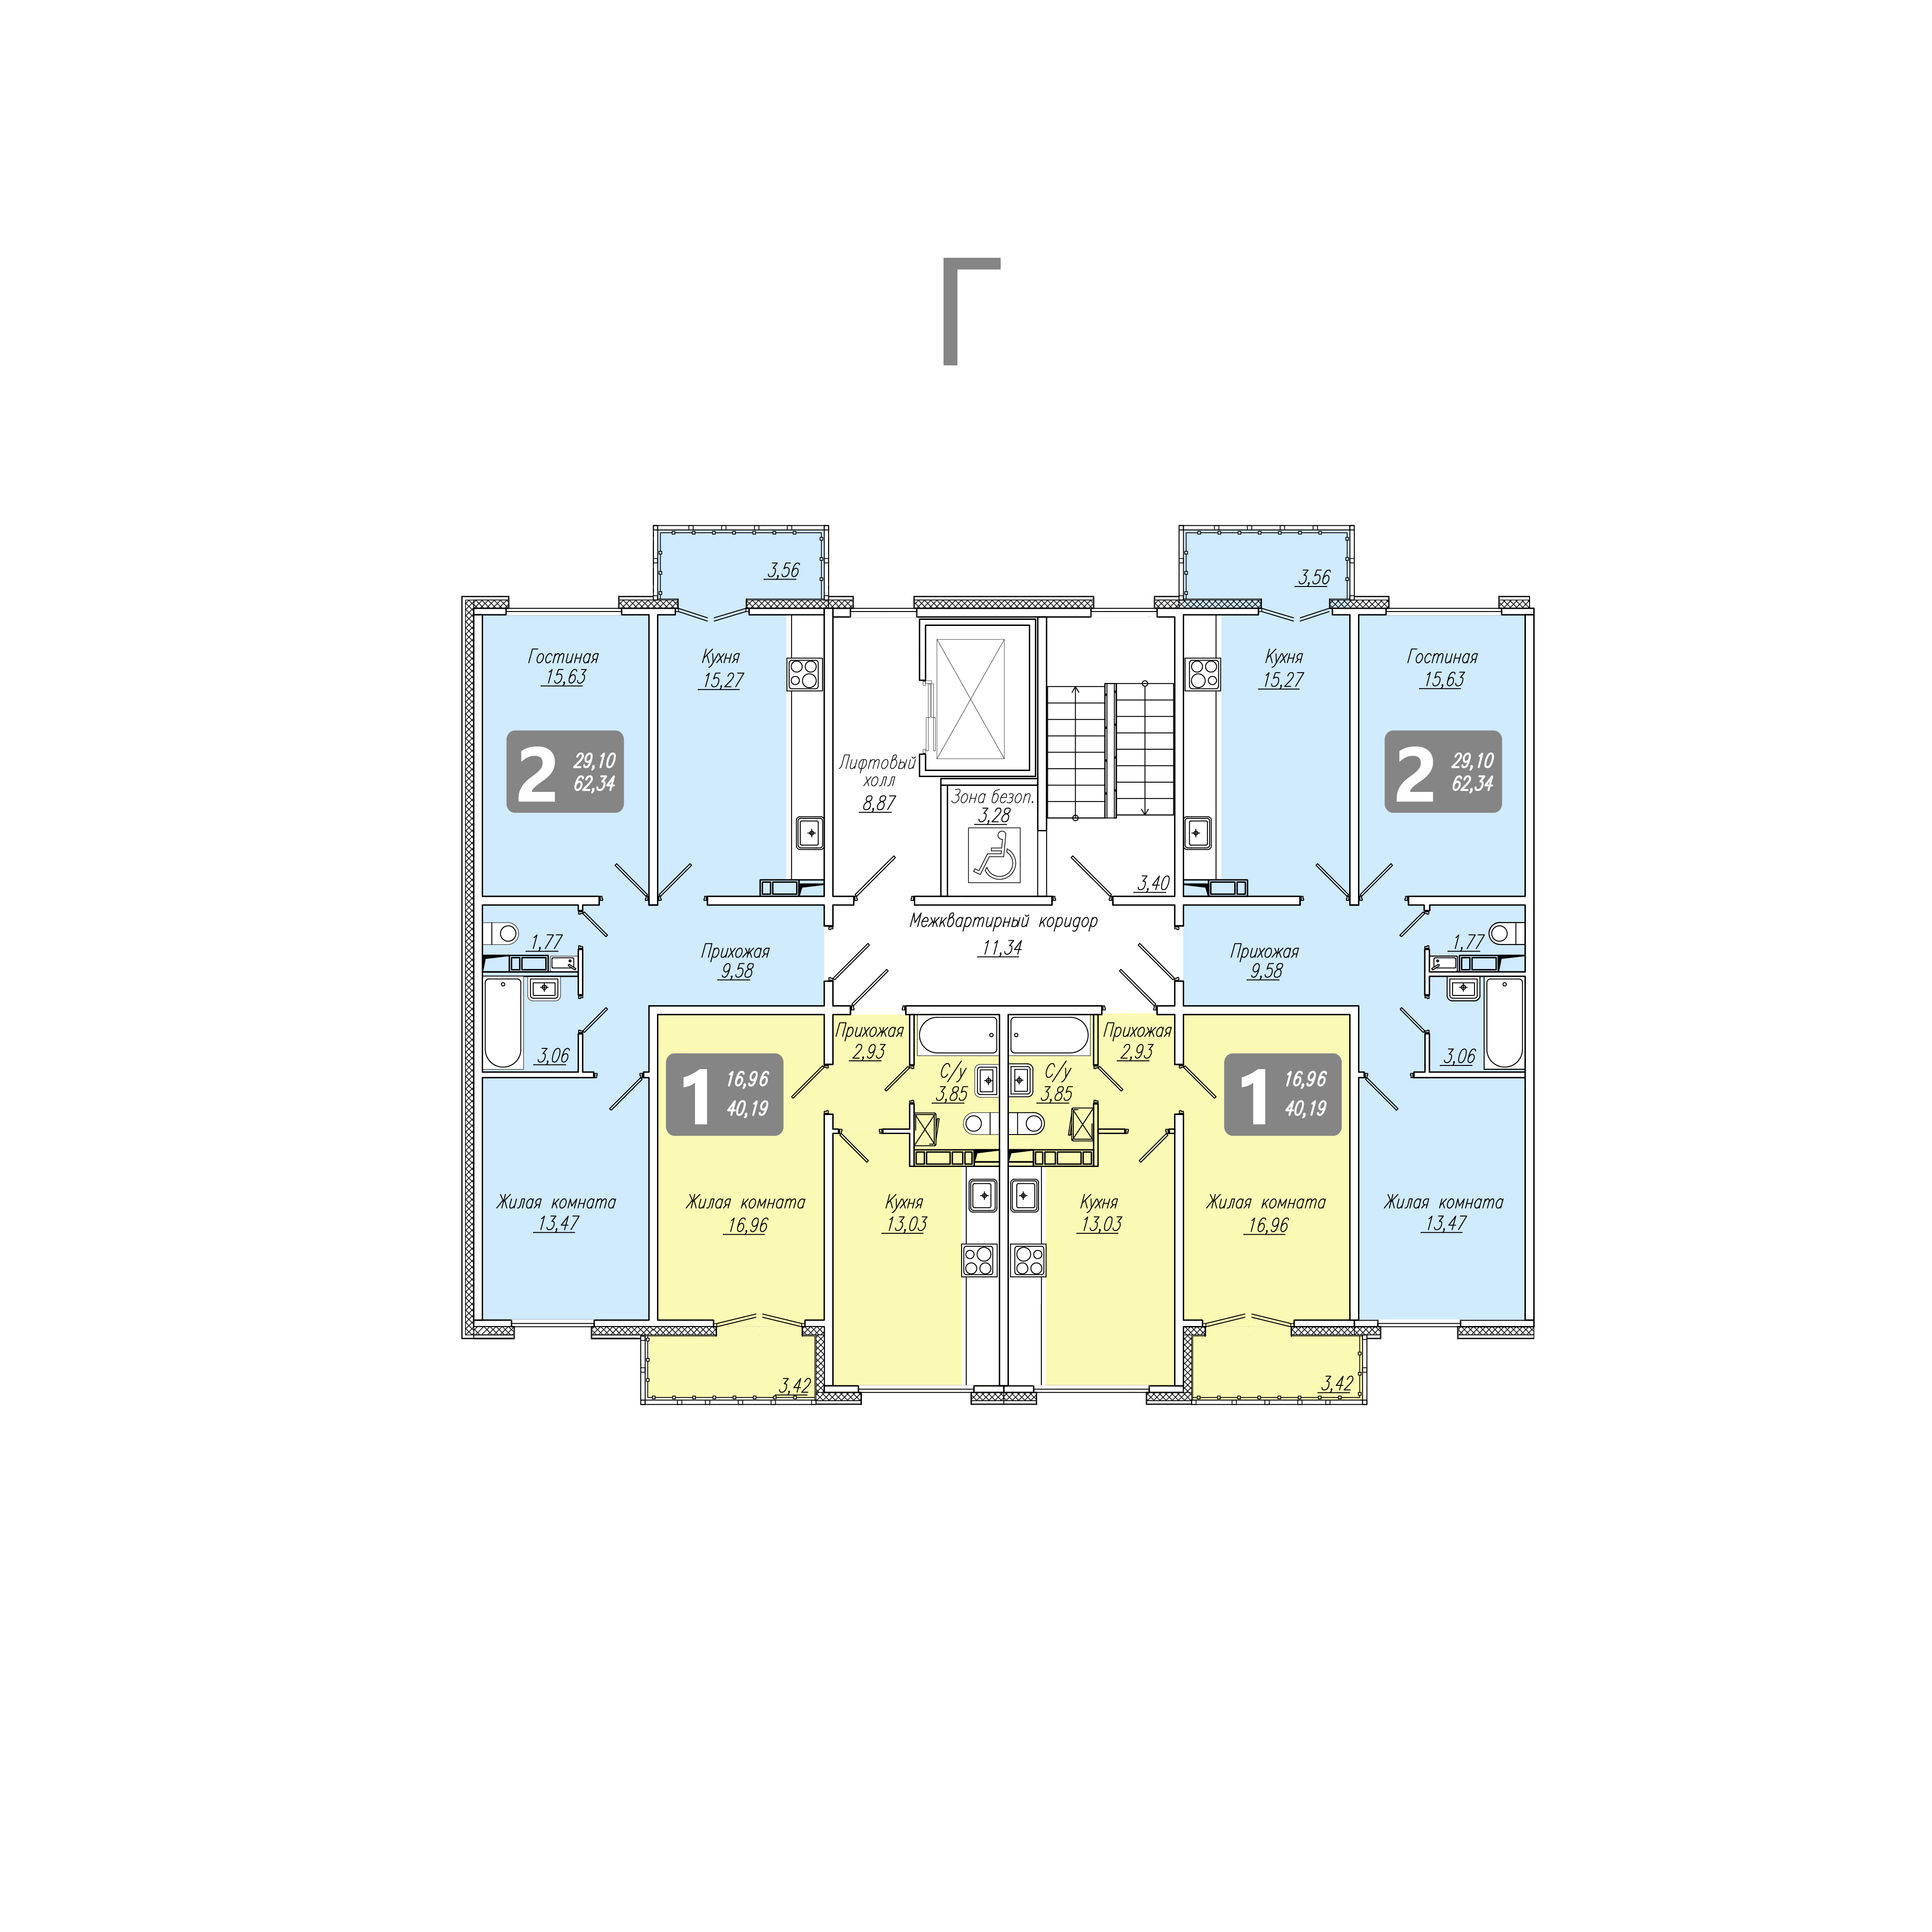 Г
3,56
3,56
Гостиная
15,63
Кухня
15,27
Кухня
15,27
Гостиная
15,63
2
29,10
62,34
Лифтовый
холл
8,87
Зона безоп.
3,28
2
29,10
62,34
3,40
Межквартирный коридор
11,34
1,77
Прихожая
9,58
Прихожая
9,58
1,77
3,06
Прихожая
2,93
С/у
3,85
С/у
3,85
Прихожая
2,93
3,06
1
16,96
40,19
1
16,96
40,19
Жилая комната
13,47
Жилая комната
16,96
Кухня
13,03
Кухня
13,03
Жилая комната
16,96
Жилая комната
13,47
3,42
3,42